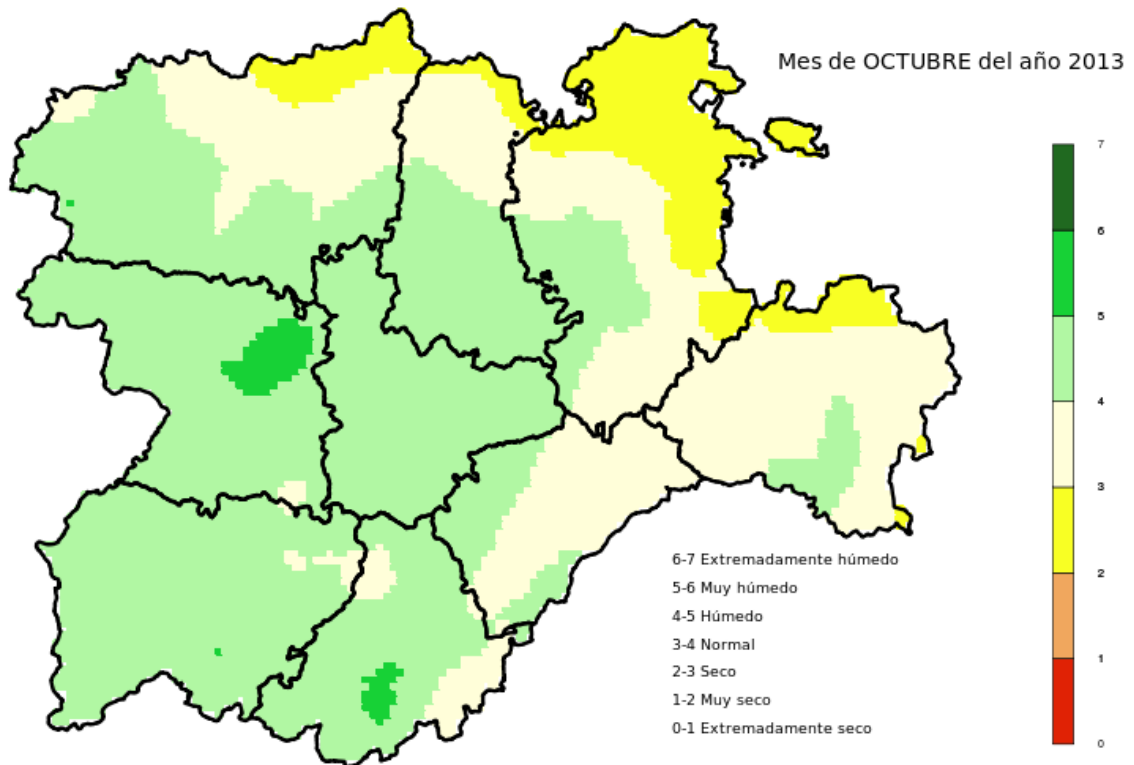 Mes de OCTUBRE del año 2013
7
6
5
4
3
2
1
0
6-7 Extremadamente húmedo
5-6 Muy húmedo
4-5 Húmedo
3-4 Normal
2-3 Seco
1-2 Muy seco
0-1 Extremadamente seco